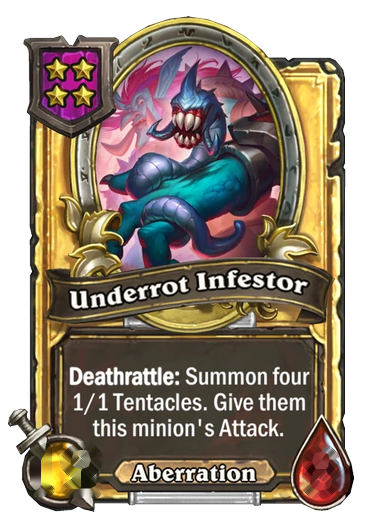 Underrot Infestor
Deathrattle: Summon four
1/1 Tentacles. Give them
this minion's Attack.
Aberration